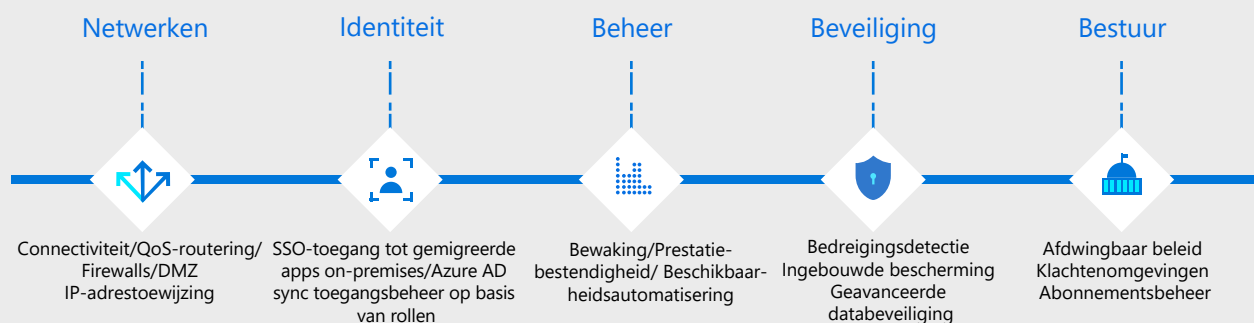 Netwerken
Identiteit
Beheer
Beveiliging
Bestuur
Connectiviteit/QoS-routering/
Firewalls/DMZ
IP-adrestoewijzing
SSO-toegang tot gemigreerde
apps on-premises/Azure AD
sync toegangsbeheer op basis
van rollen
Bewaking/Prestatie-
bestendigheid/ Beschikbaar-
heidsautomatisering
Bedreigingsdetectie
Ingebouwde bescherming
Geavanceerde
databeveiliging
Afdwingbaar beleid
Klachtenomgevingen
Abonnementsbeheer